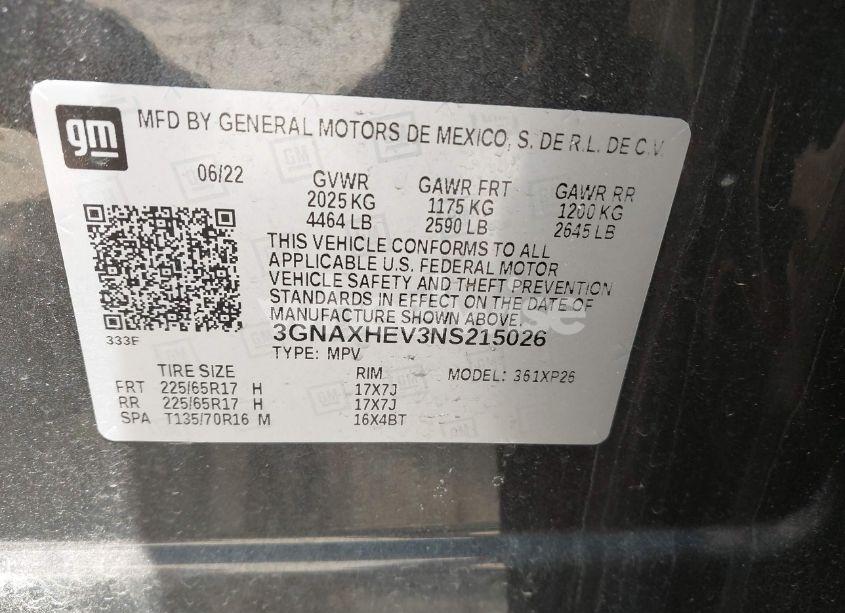 gm MFD BY GENERAL MOTORS DE MEXICO, S. DE R.L. DE C.V.
06/22 GVWR GAWR FRT GAWR RR
2025 KG 1175 KG 1200 KG
4464 LB 2590 LB 2645 LB
THIS VEHICLE CONFORMS TO ALL
APPLICABLE U.S. FEDERAL MOTOR
VEHICLE SAFETY AND THEFT PREVENTION
STANDARDS IN EFFECT ON THE DATE OF
MANUFACTURE SHOWN ABOVE.
333F 3GNAXHEV3NS215026
TYPE: MPV
TIRE SIZE RIM MODEL: 361XP26
FRT 225/65R17 H 17X7J
RR 225/65R17 H 17X7J
SPA T135/70R16 M 16X4BT